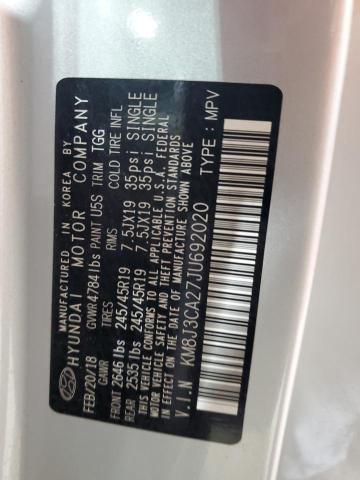 MANUFACTURED IN KOREA BY
HYUNDAI MOTOR COMPANY
FEB/20/18 GVWR 4784 lbs PAINT U5S TRIM TGG
GAWR TIRES RIMS COLD TIRE INFL
FRONT 2646 lbs 245/45R19 7.5JX19 35psi SINGLE
REAR 2535 lbs 245/45R19 7.5JX19 35psi SINGLE
THIS VEHICLE CONFORMS TO ALL APPLICABLE U.S.A. FEDERAL
MOTOR VEHICLE SAFETY AND THEFT PREVENTION STANDARDS
IN EFFECT ON THE DATE OF MANUFACTURE SHOWN ABOVE.
V.I.N KM8J3CA27JU692020 TYPE : MPV